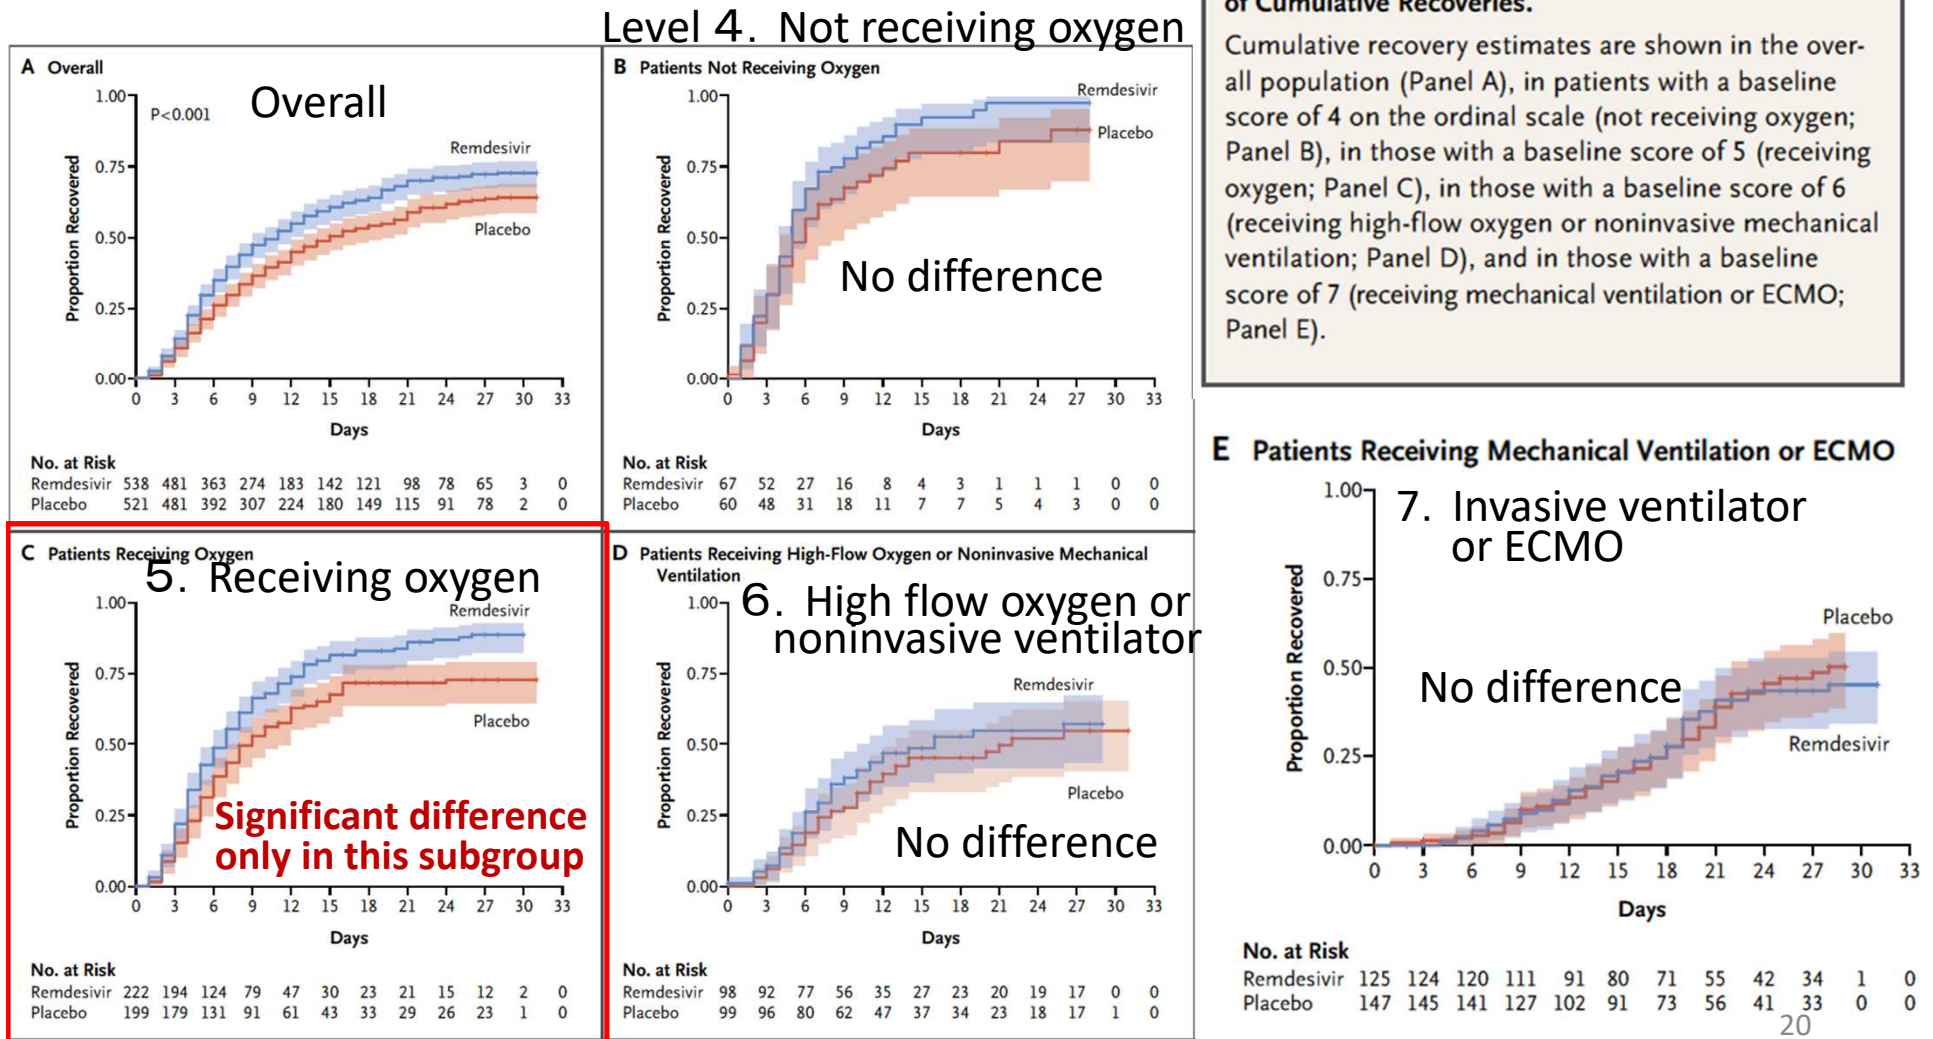 Level 4. Not receiving oxygen
A Overall
Overall
P<0.001
1.00
0.75
0.50
0.25
0.00
Proportion Recovered
Remdesivir
Placebo
0 3 6 9 12 15 18 21 24 27 30 33
Days
No. at Risk
Remdesivir 538 481 363 274 183 142 121 98 78 65 3 0
Placebo 521 481 392 307 224 180 149 115 91 78 2 0
B Patients Not Receiving Oxygen
1.00
0.75
0.50
0.25
0.00
Proportion Recovered
Remdesivir
Placebo
No difference
0 3 6 9 12 15 18 21 24 27 30 33
Days
No. at Risk
Remdesivir 67 52 27 16 8 4 3 1 1 1 0 0
Placebo 60 48 31 18 11 7 7 5 4 3 0 0
of Cumulative Recoveries.
Cumulative recovery estimates are shown in the over-
all population (Panel A), in patients with a baseline
score of 4 on the ordinal scale (not receiving oxygen;
Panel B), in those with a baseline score of 5 (receiving
oxygen; Panel C), in those with a baseline score of 6
(receiving high-flow oxygen or noninvasive mechanical
ventilation; Panel D), and in those with a baseline
score of 7 (receiving mechanical ventilation or ECMO;
Panel E).
C Patients Receiving Oxygen
5. Receiving oxygen
1.00
0.75
0.50
0.25
0.00
Proportion Recovered
Remdesivir
Placebo
Significant difference
only in this subgroup
0 3 6 9 12 15 18 21 24 27 30 33
Days
No. at Risk
Remdesivir 222 194 124 79 47 30 23 21 15 12 2 0
Placebo 199 179 131 91 61 43 33 29 26 23 1 0
D Patients Receiving High-Flow Oxygen or Noninvasive Mechanical
Ventilation
6. High flow oxygen or
noninvasive ventilator
1.00
0.75
0.50
0.25
0.00
Proportion Recovered
Remdesivir
Placebo
No difference
0 3 6 9 12 15 18 21 24 27 30 33
Days
No. at Risk
Remdesivir 98 92 77 56 35 27 23 20 19 17 0 0
Placebo 99 96 80 62 47 37 34 23 18 17 1 0
E Patients Receiving Mechanical Ventilation or ECMO
7. Invasive ventilator
or ECMO
1.00
0.75
0.50
0.25
0.00
Proportion Recovered
Placebo
No difference
Remdesivir
0 3 6 9 12 15 18 21 24 27 30 33
Days
No. at Risk
Remdesivir 125 124 120 111 91 80 71 55 42 34 1 0
Placebo 147 145 141 127 102 91 73 56 41 33 0 0
20